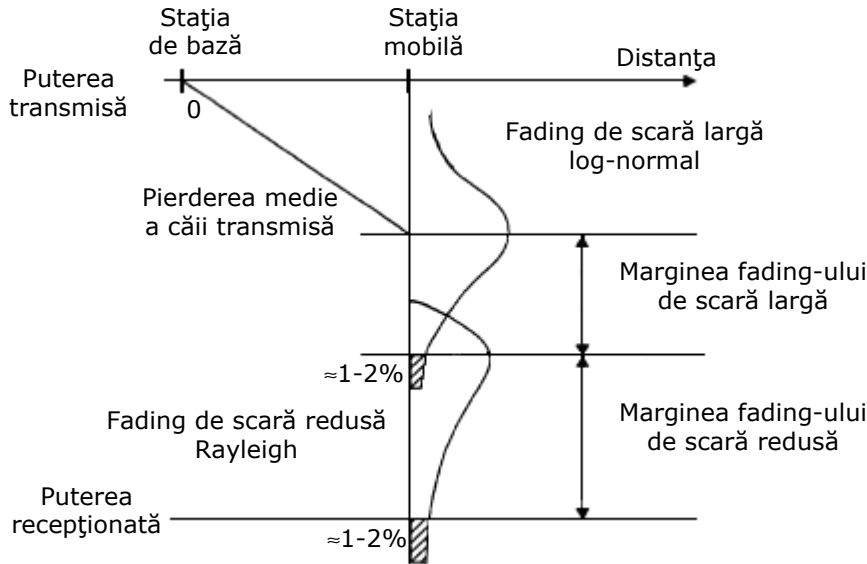 Staţia
de bază
Staţia
mobilă
Distanţa
Puterea
transmisă
0
Fading de scară largă
log-normal
Pierderea medie
a căii transmisă
Marginea fading-ului
de scară largă
≈1-2%
Fading de scară redusă
Rayleigh
Marginea fading-ului
de scară redusă
Puterea
recepţionată
≈1-2%